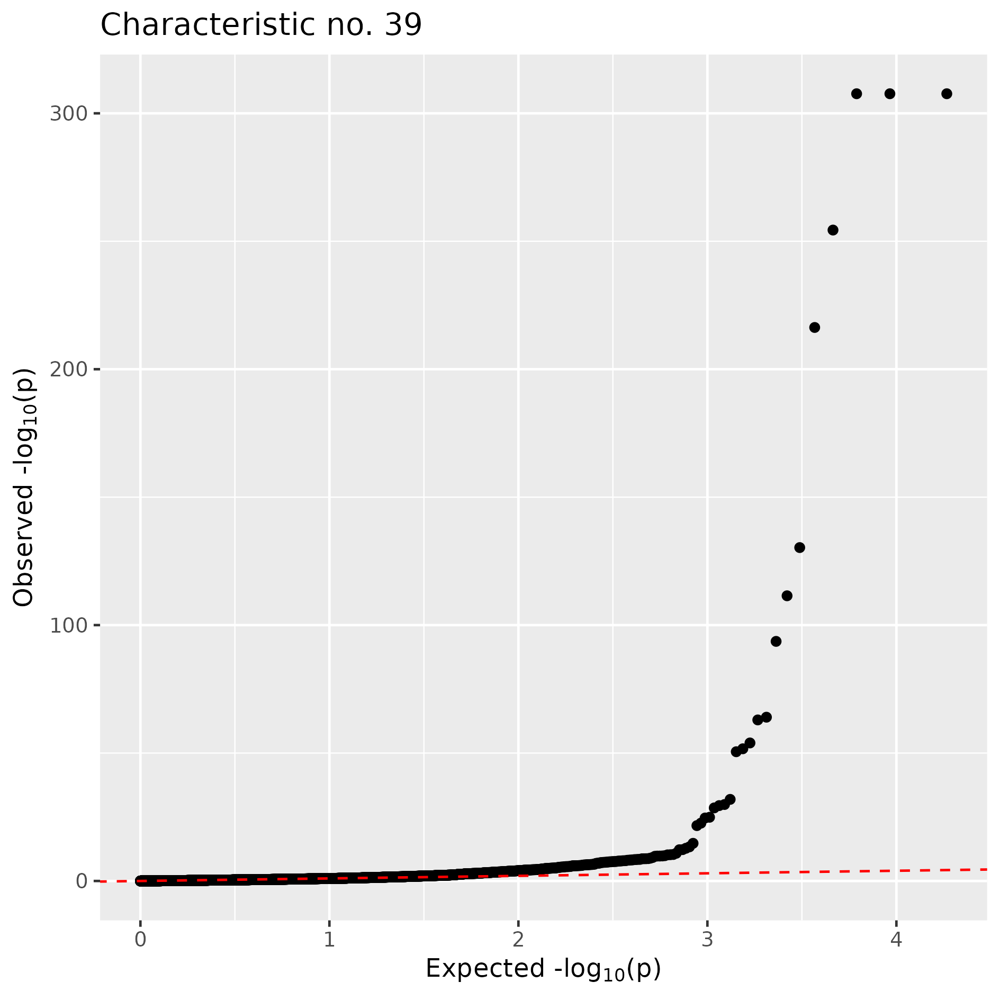 Characteristic no. 39
Observed -log₁₀(p)
300
200
100
0
0 1 2 3 4
Expected -log₁₀(p)